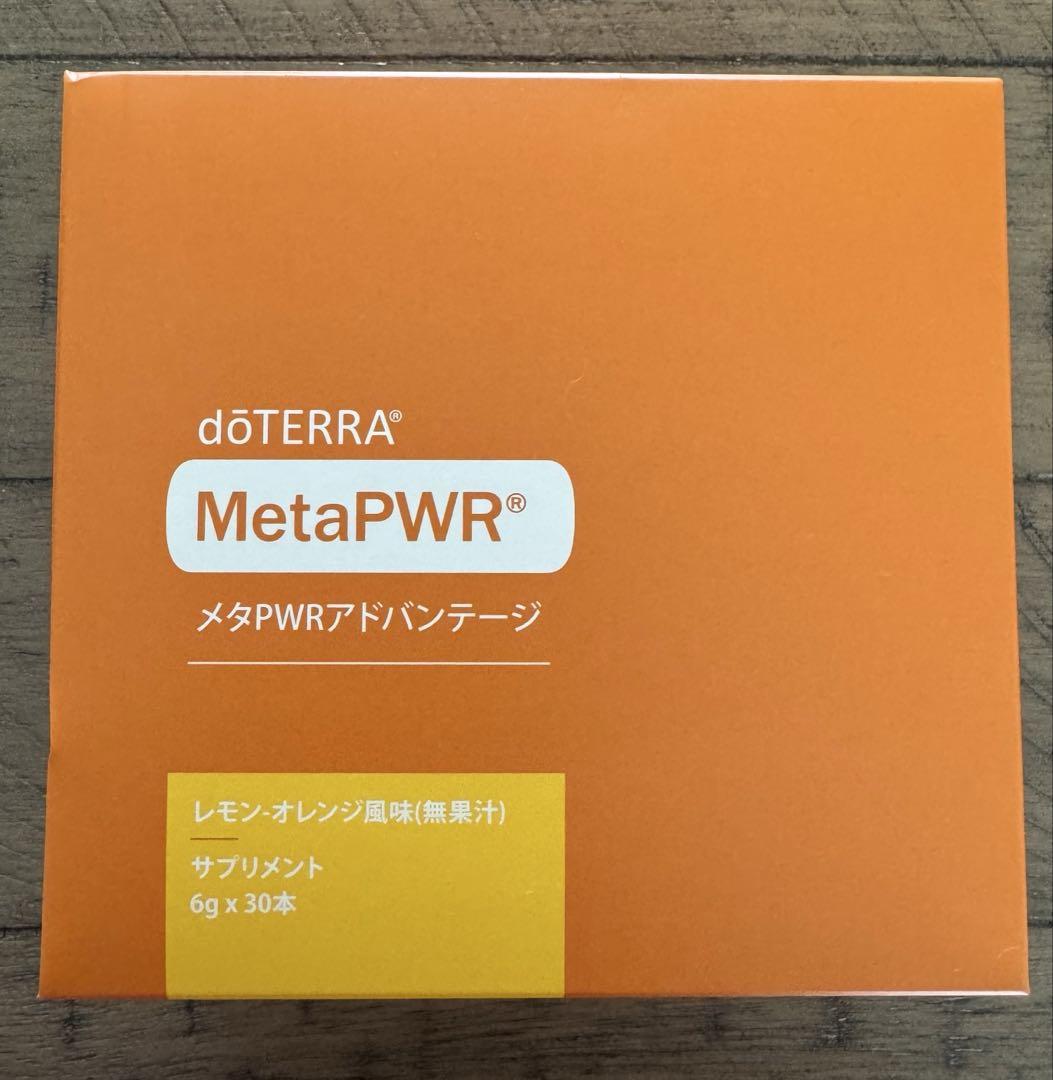 dōTERRA®
MetaPWR®
メタPWRアドバンテージ
レモン-オレンジ風味(無果汁)
サプリメント
6g x 30本